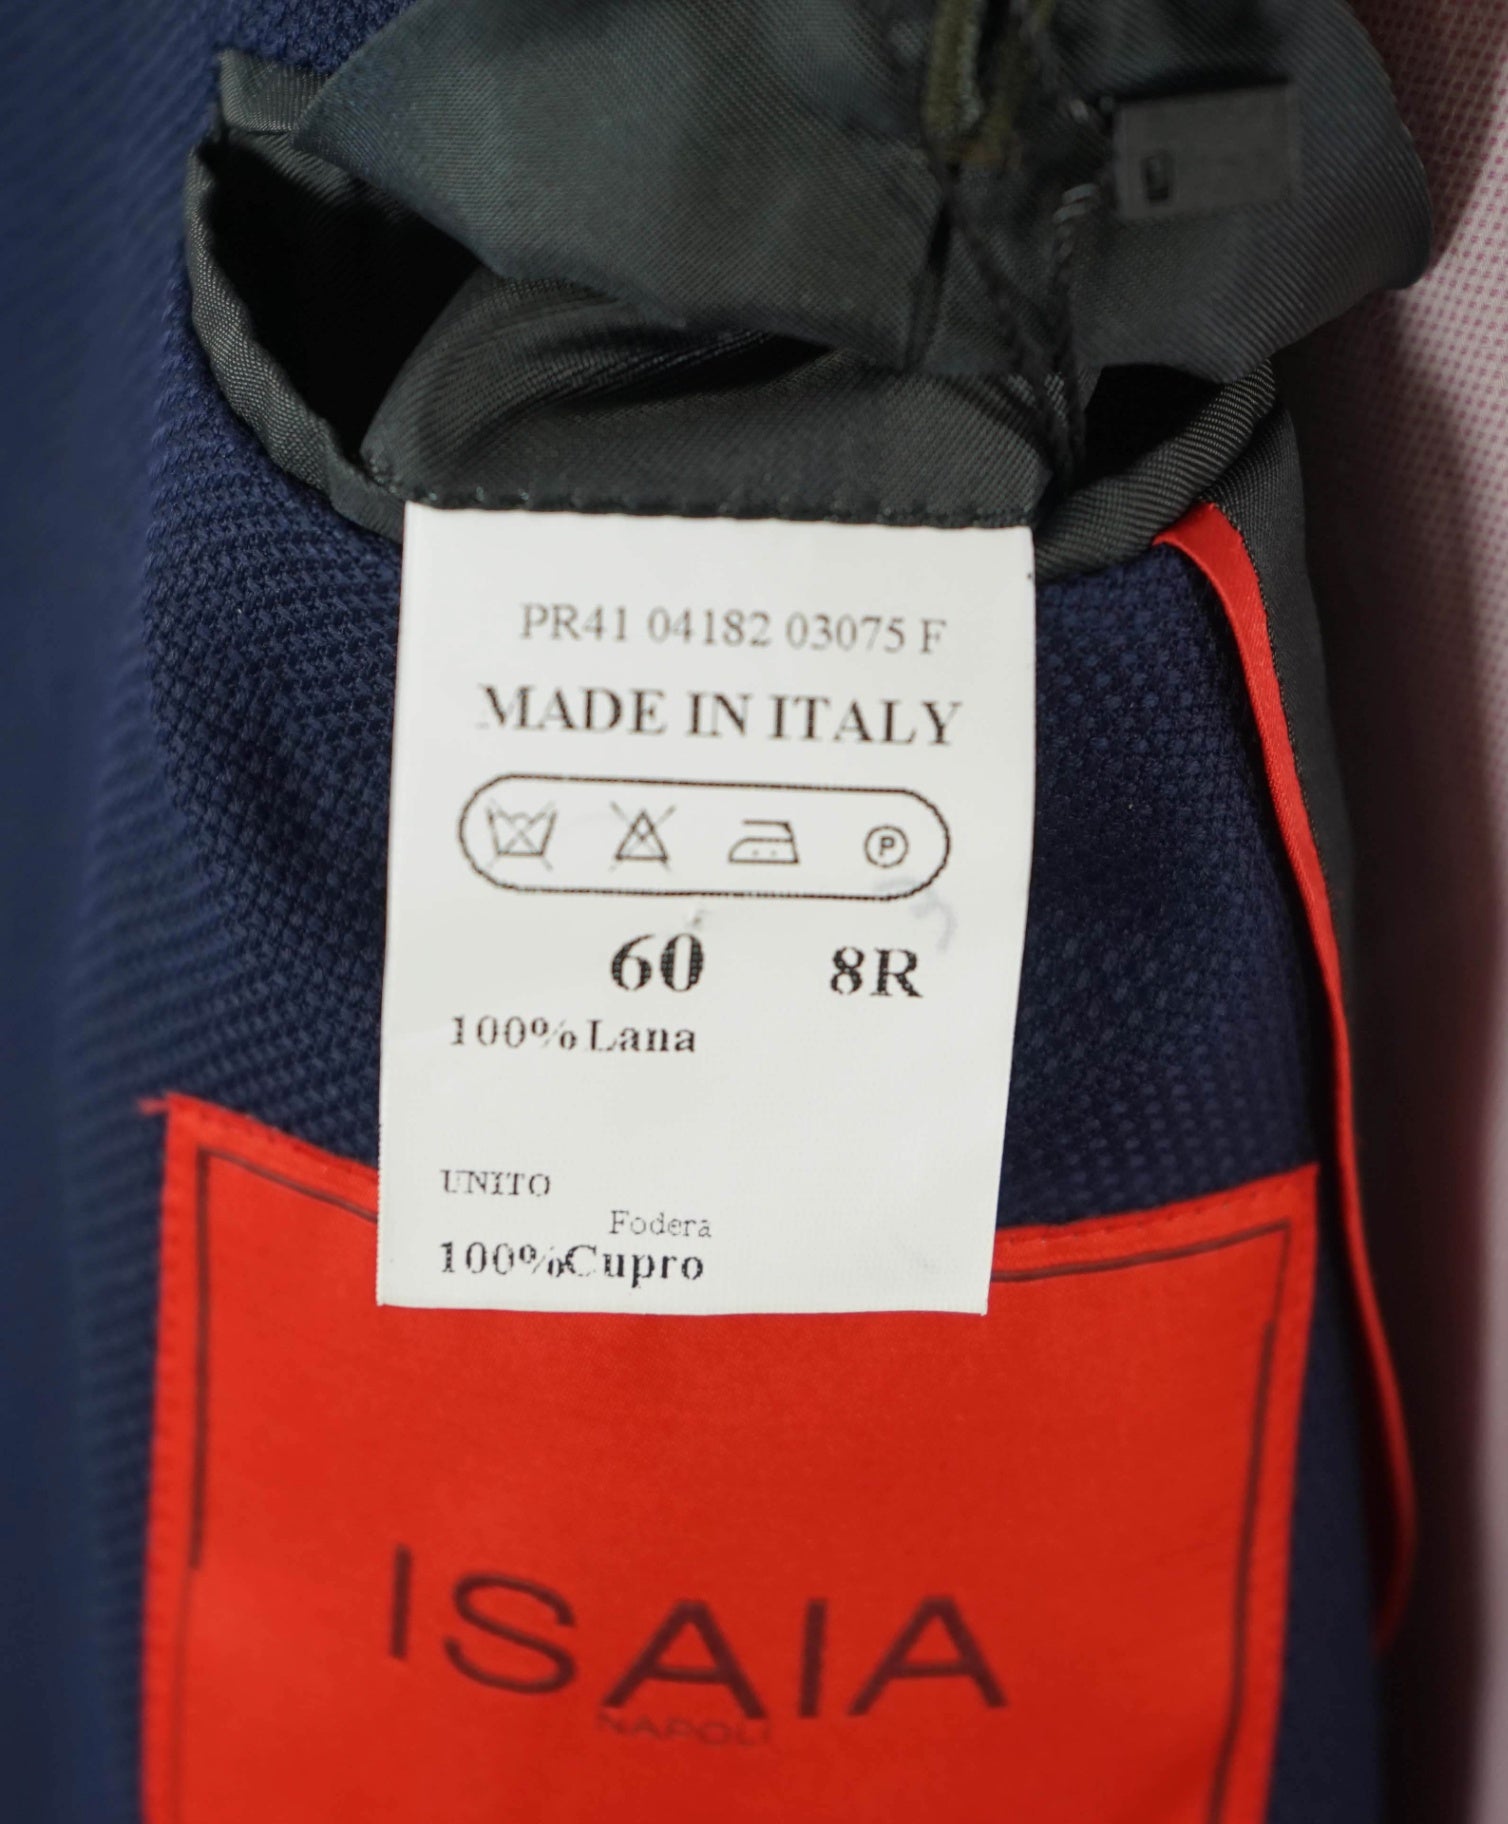 PR41 04182 03075 F
MADE IN ITALY
P
60 8R
100% Lana
UNITO
Fodera
100%Cupro
ISAIA
NAPOLI